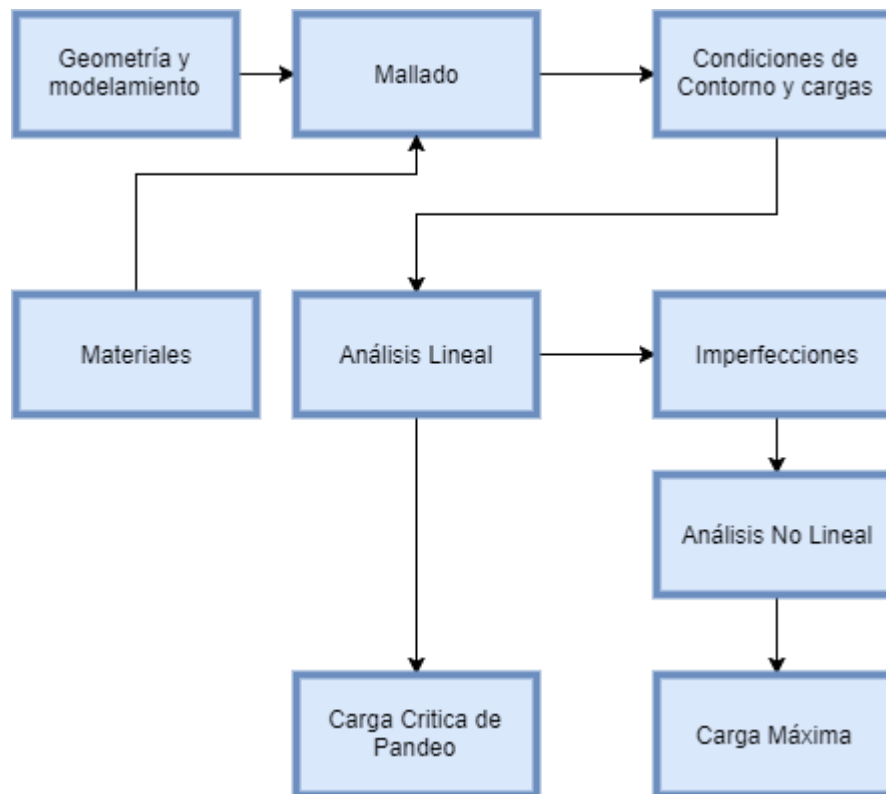 Geometría y
modelamiento
Mallado
Condiciones de
Contorno y cargas
Materiales
Análisis Lineal
Imperfecciones
Análisis No Lineal
Carga Critica de
Pandeo
Carga Máxima